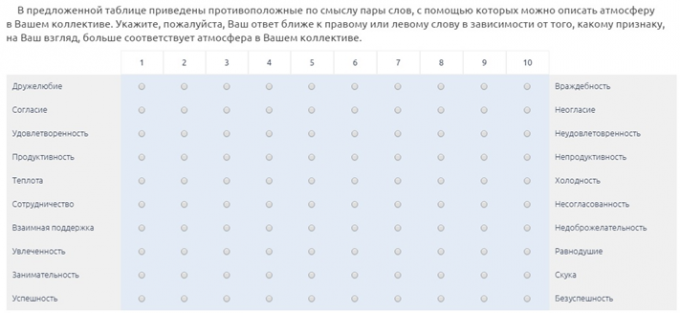 В предложенной таблице приведены противоположные по смыслу пары слов, с помощью которых можно описать атмосферу
в Вашем коллективе. Укажите, пожалуйста, Ваш ответ ближе к правому или левому слову в зависимости от того, какому признаку,
на Ваш взгляд, больше соответствует атмосфера в Вашем коллективе.
1 2 3 4 5 6 7 8 9 10
Дружелюбие Враждебность
Согласие Неогласие
Удовлетворенность Неудовлетовренность
Продуктивность Непродуктивность
Теплота Холодность
Сотрудничество Несогласованность
Взаимная поддержка Недоброжелательность
Увлеченность Равнодушие
Занимательность Скука
Успешность Безуспешность